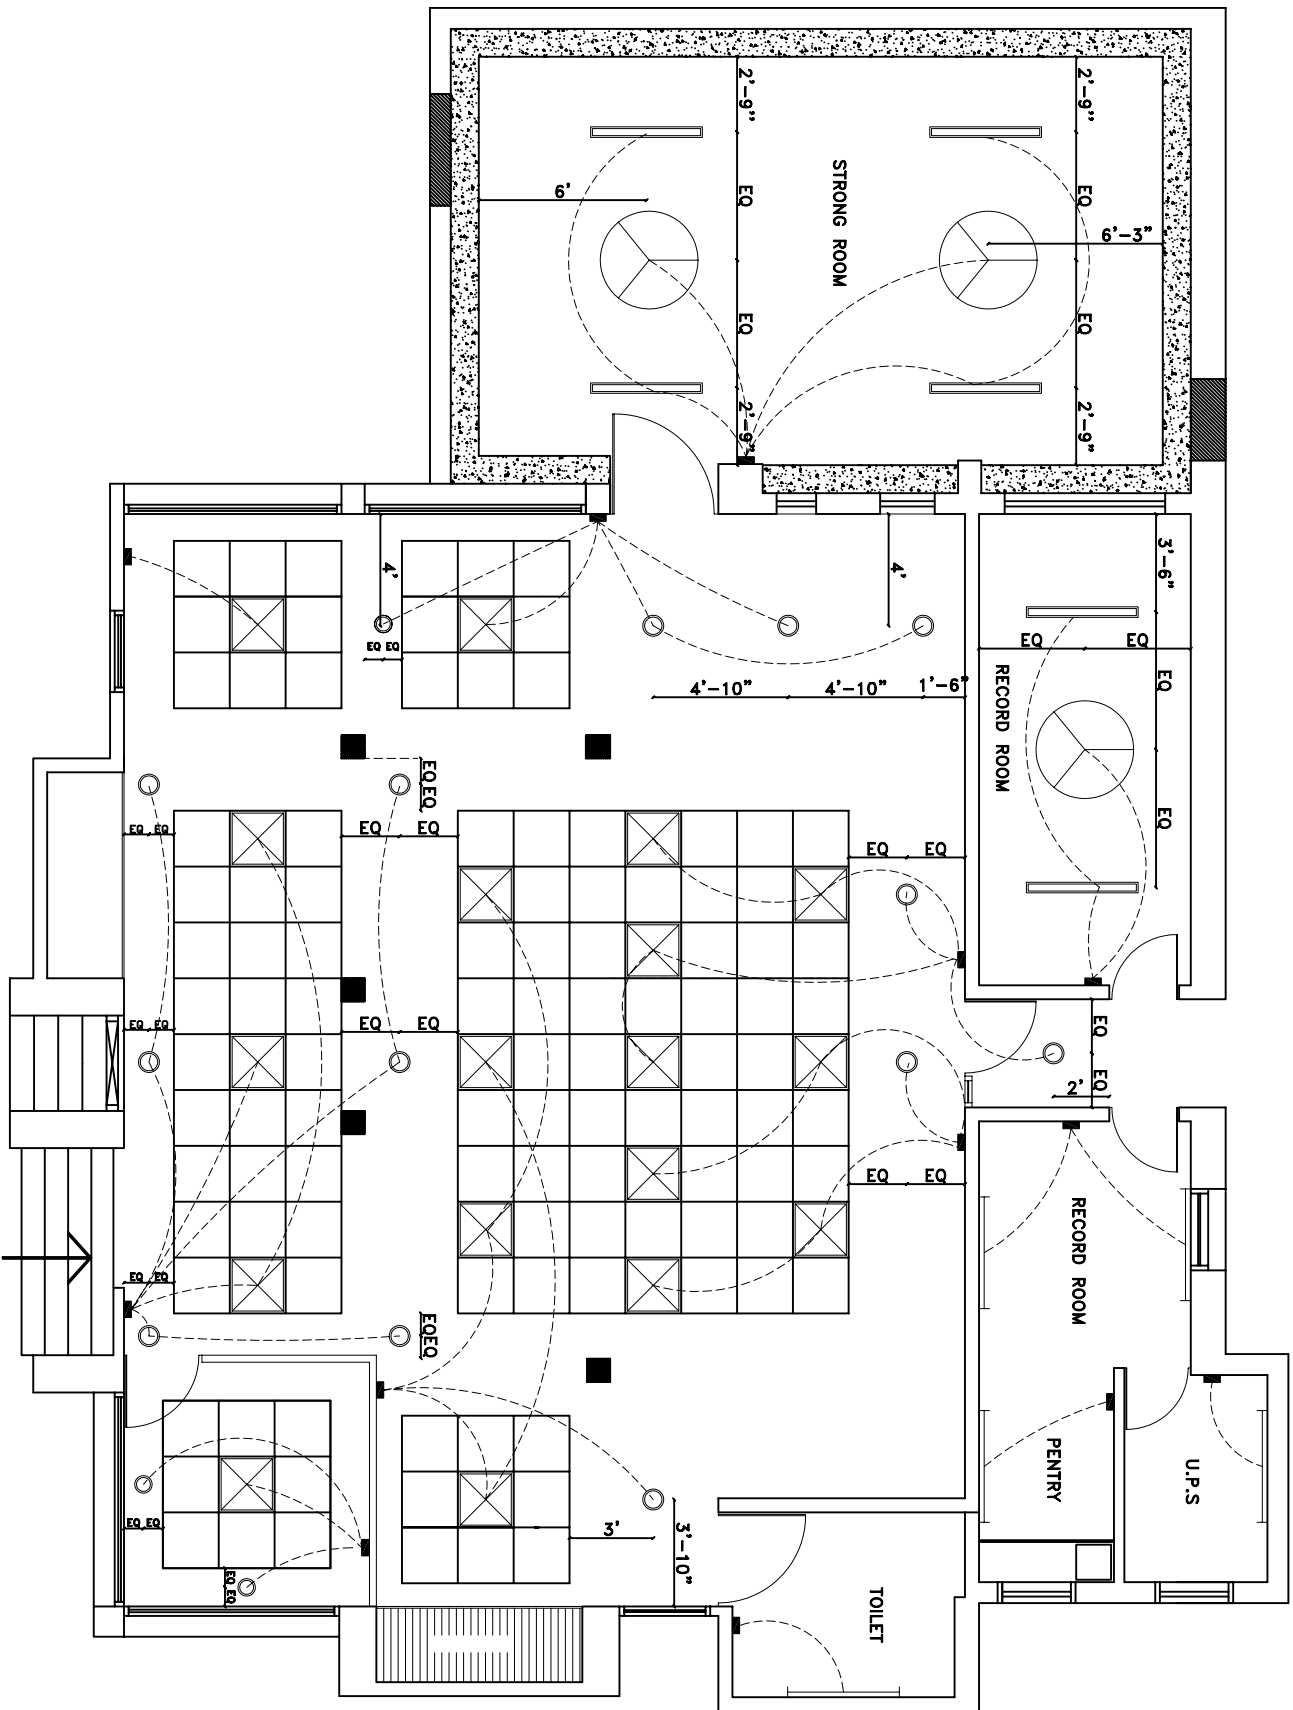 2'-9"
2'-9"
STRONG ROOM
EQ
EQ
6'
6'-3"
EQ
EQ
2'-9"
2'-9"
4'
4'
3'-6"
EQ
EQ
EQ EQ
EQ
RECORD ROOM
4'-10"
4'-10"
1'-6"
EQ
EQ EQ
EQ EQ
EQ
EQ
EQ
EQ
EQ EQ
EQ
EQ
EQ
EQ
2'
EQ
EQ
RECORD ROOM
EQ EQ
EQ EQ
PENTRY
U.P.S
EQ EQ
3'
3'-10"
EQ EQ
TOILET